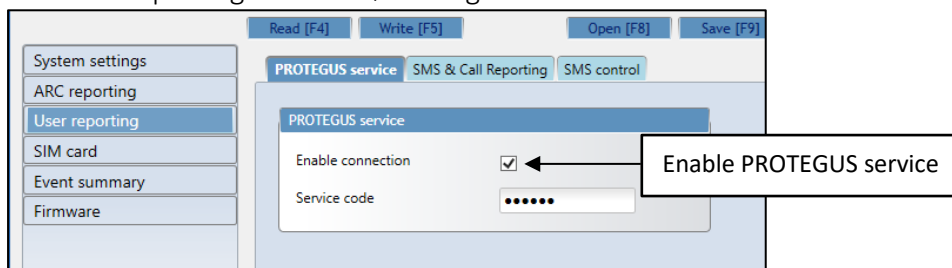 Read [F4] Write [F5] Open [F8] Save [F9]
System settings
ARC reporting
User reporting
SIM card
Event summary
Firmware
PROTEGUS service SMS & Call Reporting SMS control
PROTEGUS service
Enable connection
Service code ••••••
Enable PROTEGUS service